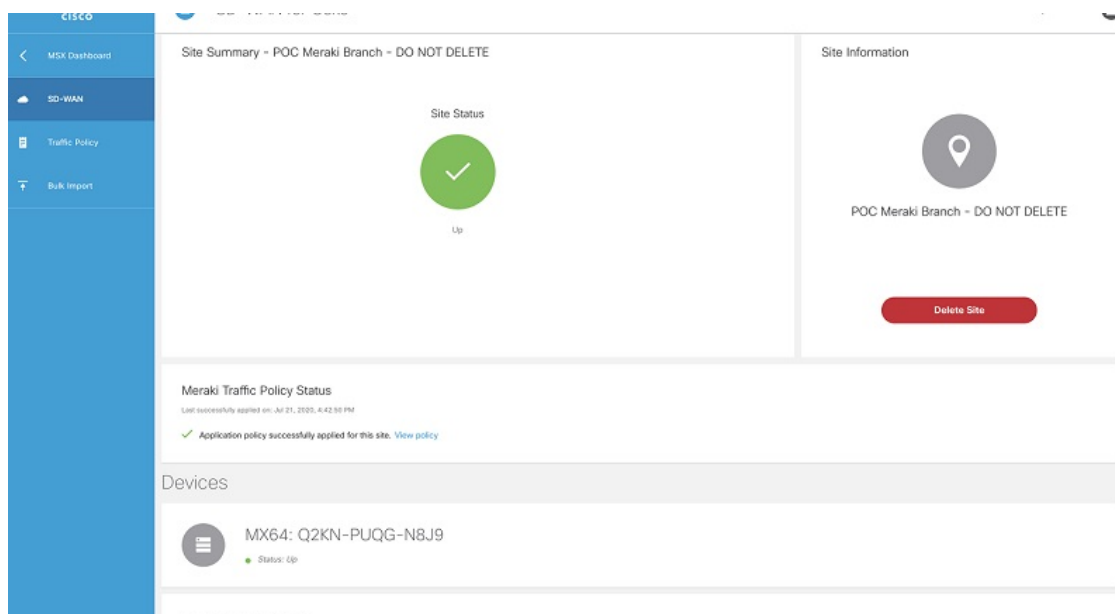 CISCO
MSX Dashboard
SD-WAN
Traffic Policy
Bulk Import
Site Summary - POC Meraki Branch - DO NOT DELETE
Site Status
Up
Site Information
POC Meraki Branch - DO NOT DELETE
Delete Site
Meraki Traffic Policy Status
Last successfully applied on: Jul 21, 2020, 4:42:50 PM
Application policy successfully applied for this site. View policy
Devices
MX64: Q2KN-PUQG-N8J9
Status: Up